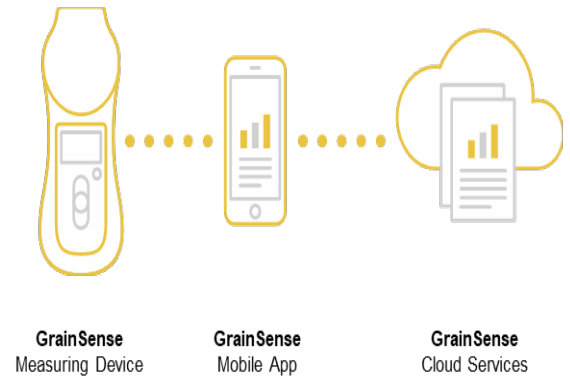 GrainSense
Measuring Device
GrainSense
Mobile App
GrainSense
Cloud Services